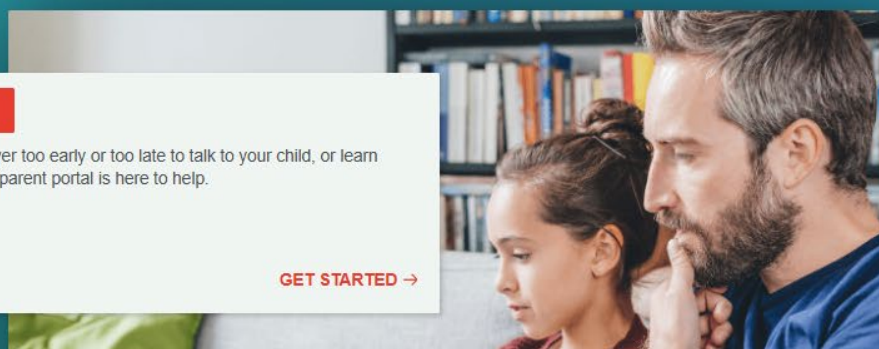 er too early or too late to talk to your child, or learn
parent portal is here to help.
GET STARTED →